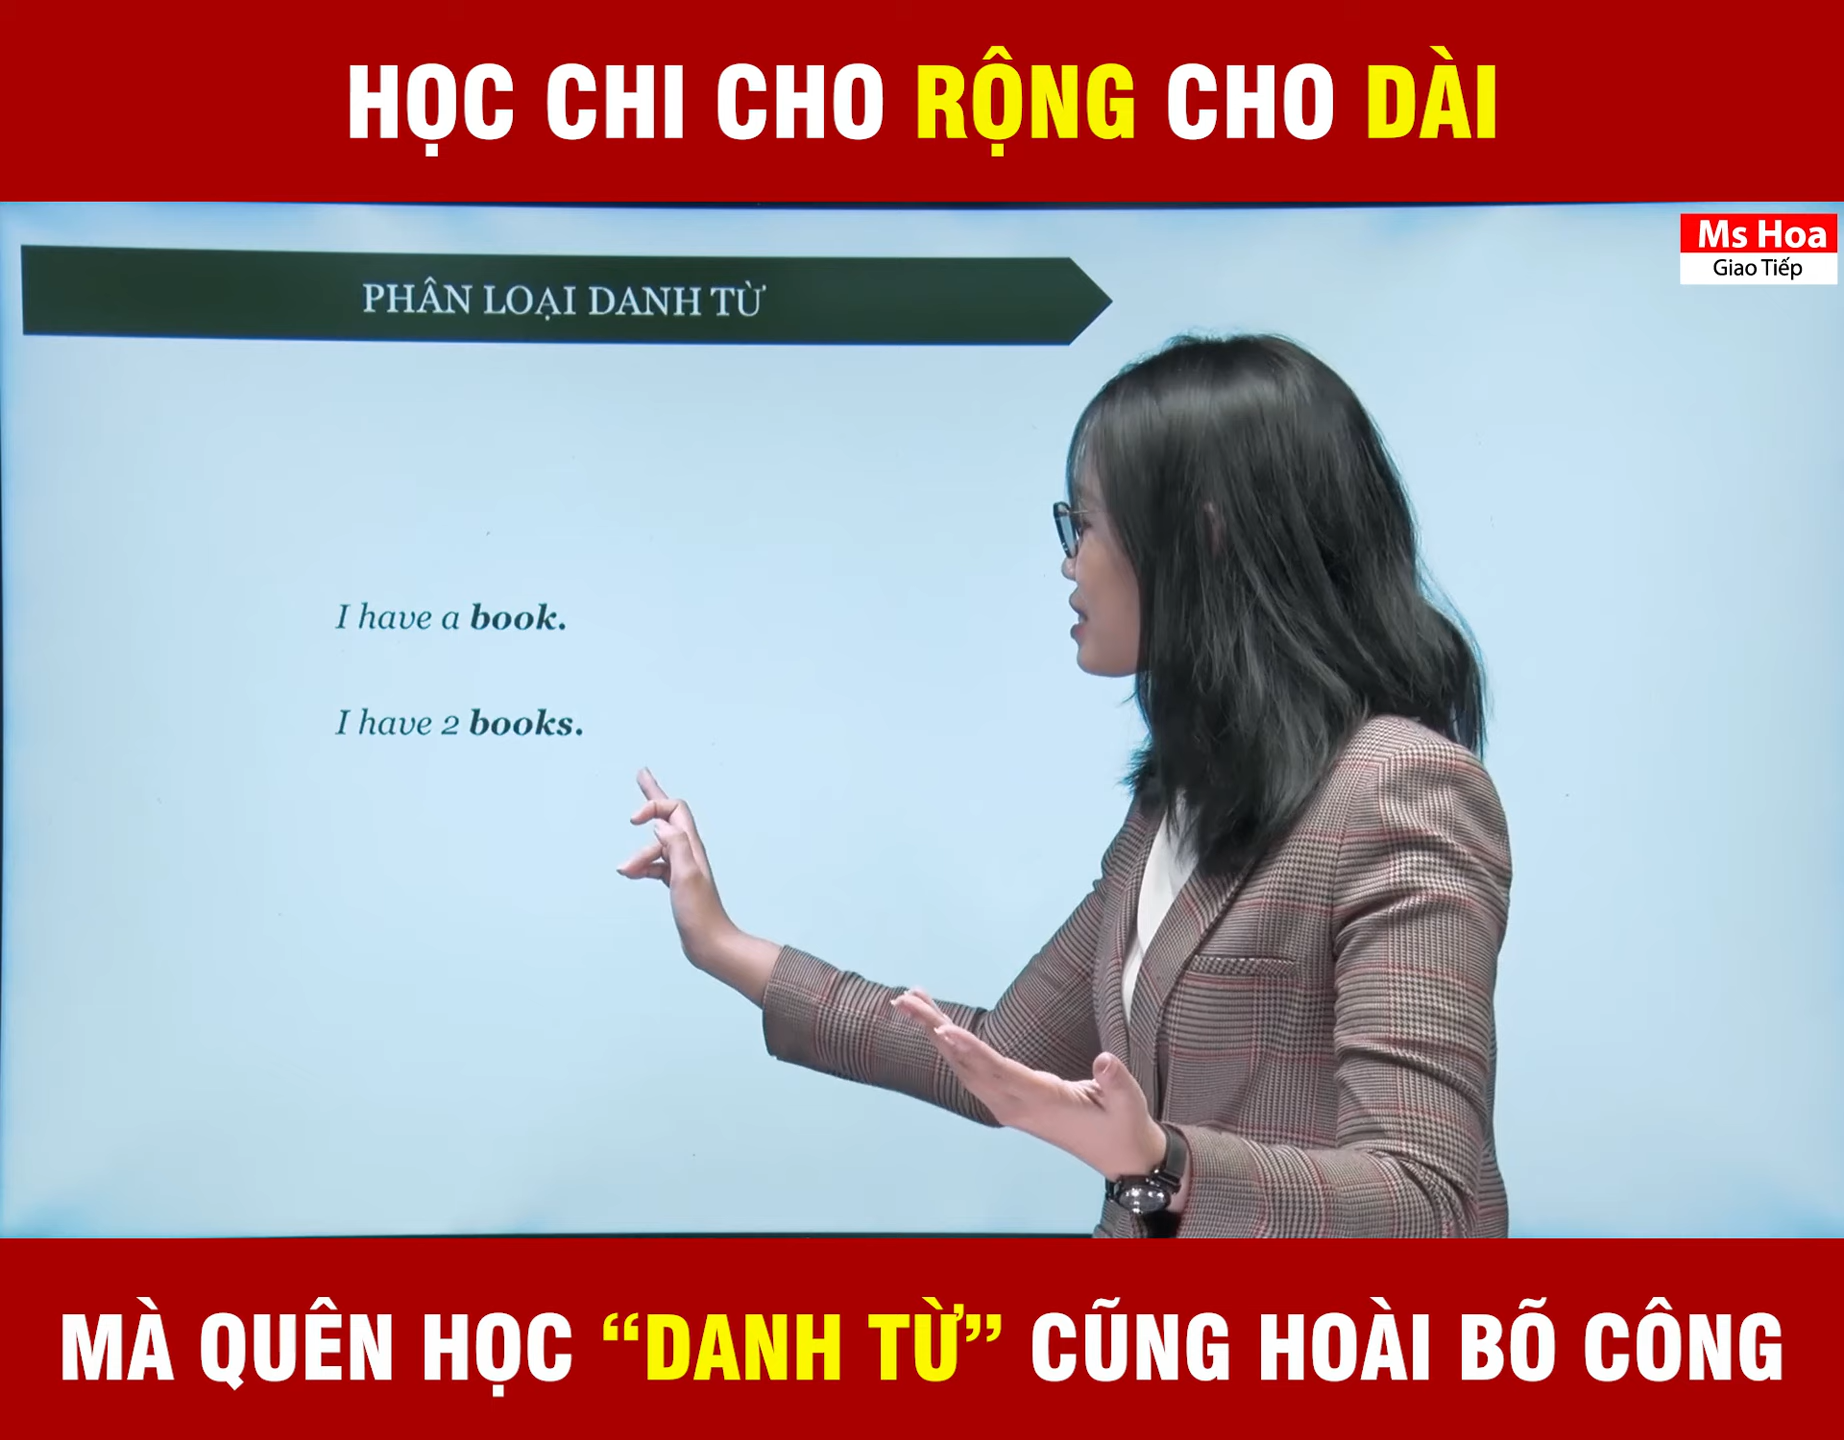 HỌC CHI CHO RỘNG CHO DÀI
Ms Hoa
Giao Tiếp
PHÂN LOẠI DANH TỪ
I have a book.
I have 2 books.
MÀ QUÊN HỌC “DANH TỪ” CŨNG HOÀI BÕ CÔNG